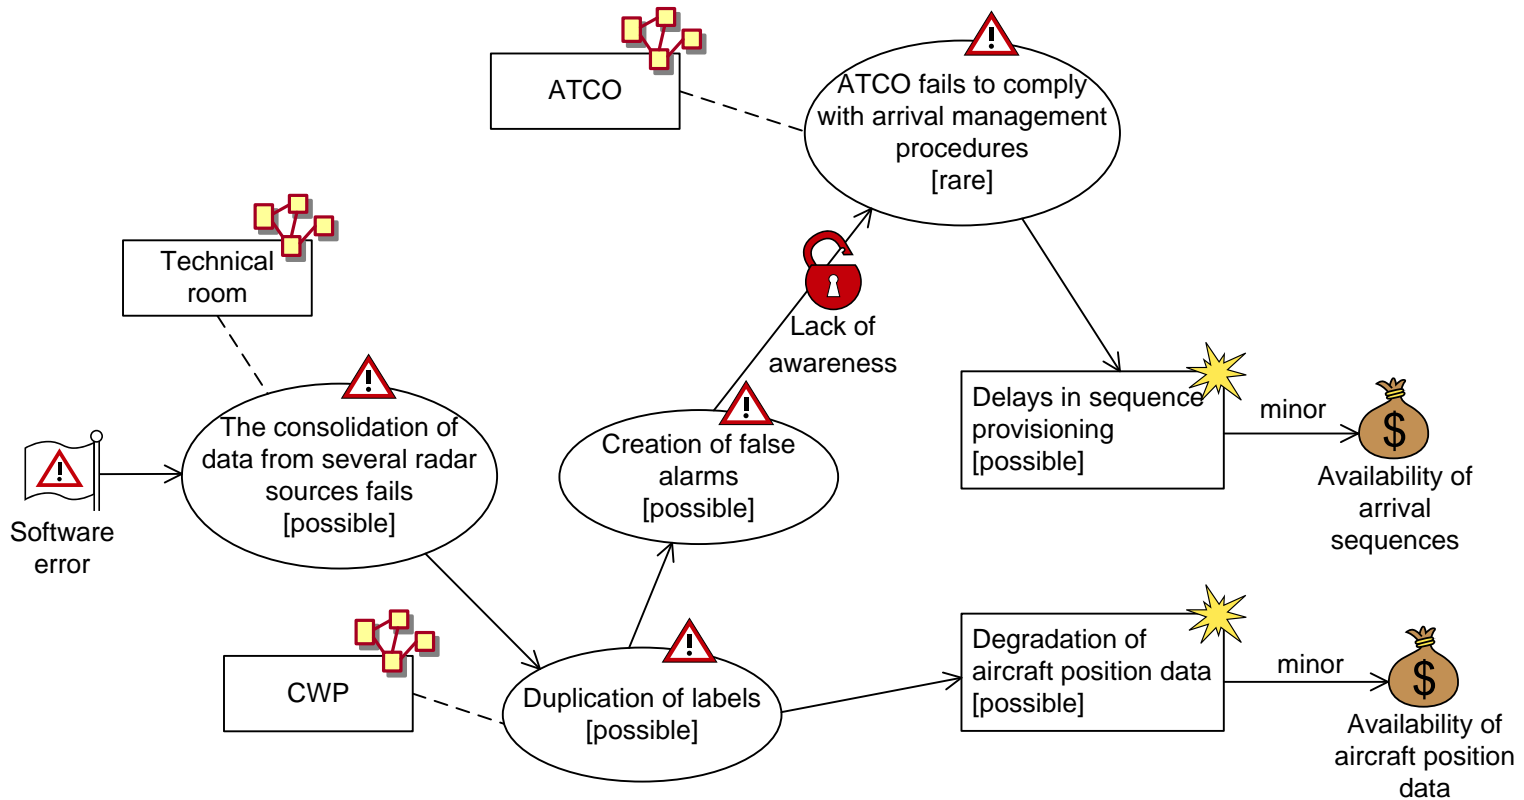 ATCO
ATCO fails to comply
with arrival management
procedures
[rare]
Technical
room
Lack of
awareness
Delays in sequence
provisioning
[possible]
minor
$
Availability of
arrival
sequences
The consolidation of
data from several radar
sources fails
[possible]
Creation of false
alarms
[possible]
Software
error
CWP
Duplication of labels
[possible]
Degradation of
aircraft position data
[possible]
minor
$
Availability of
aircraft position
data